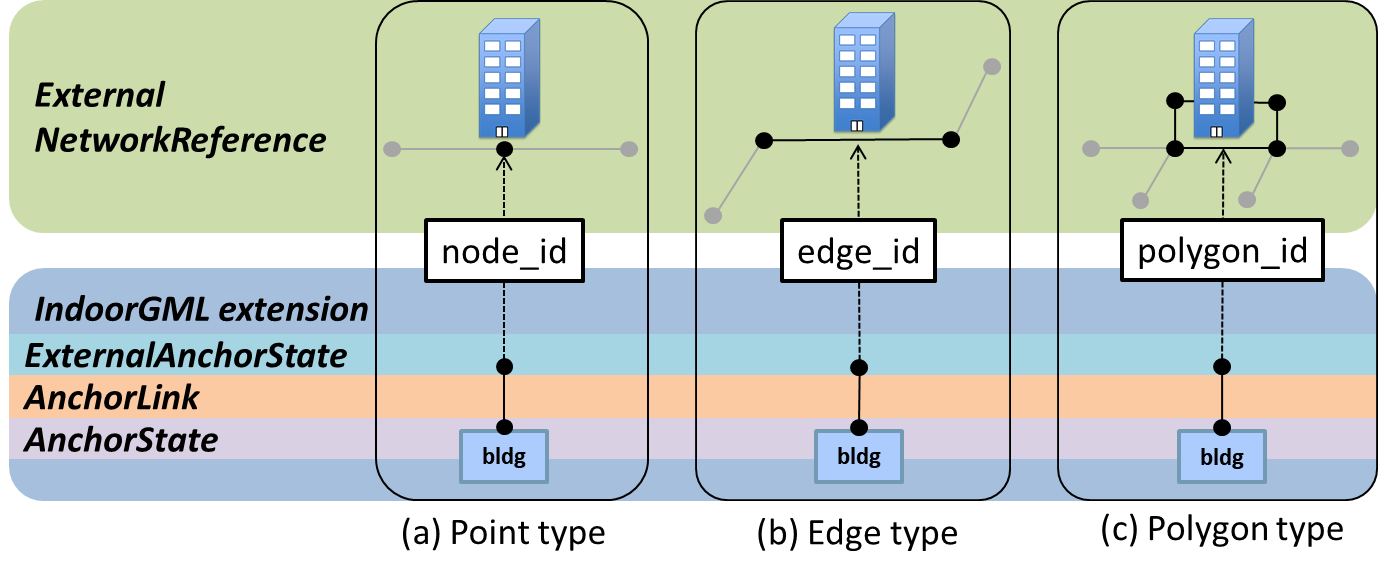 External
NetworkReference
node_id
edge_id
polygon_id
IndoorGML extension
ExternalAnchorState
AnchorLink
AnchorState
bldg
bldg
bldg
(a) Point type
(b) Edge type
(c) Polygon type